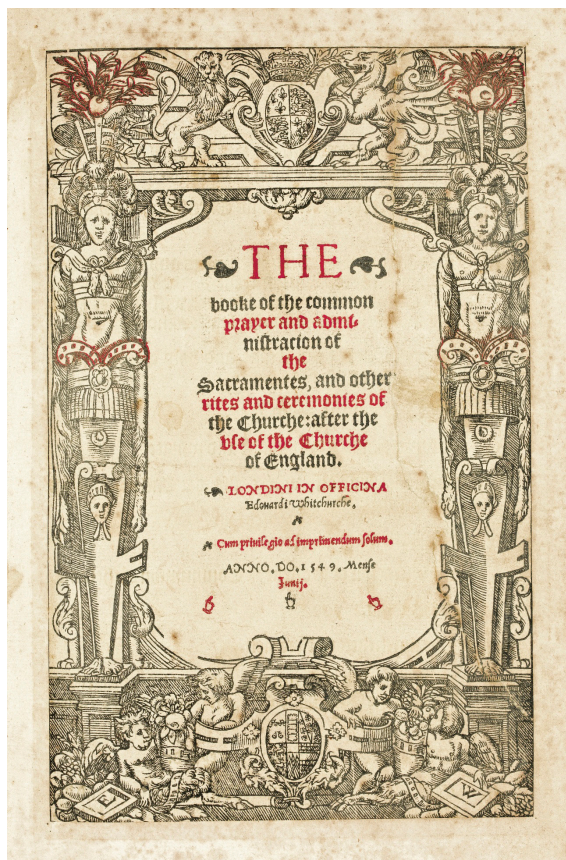 THE
booke of the common
prayer and admi-
nistracion of
the
Sacramentes, and other
rites and ceremonies of
the Churche: after the
vse of the Churche
of England.
LONDINI IN OFFICINA
Edouardi Whitchurche.
Cum priuilegio ad imprimendum solum.
ANNO. DO. 1549. Mense
Junij.
E
W